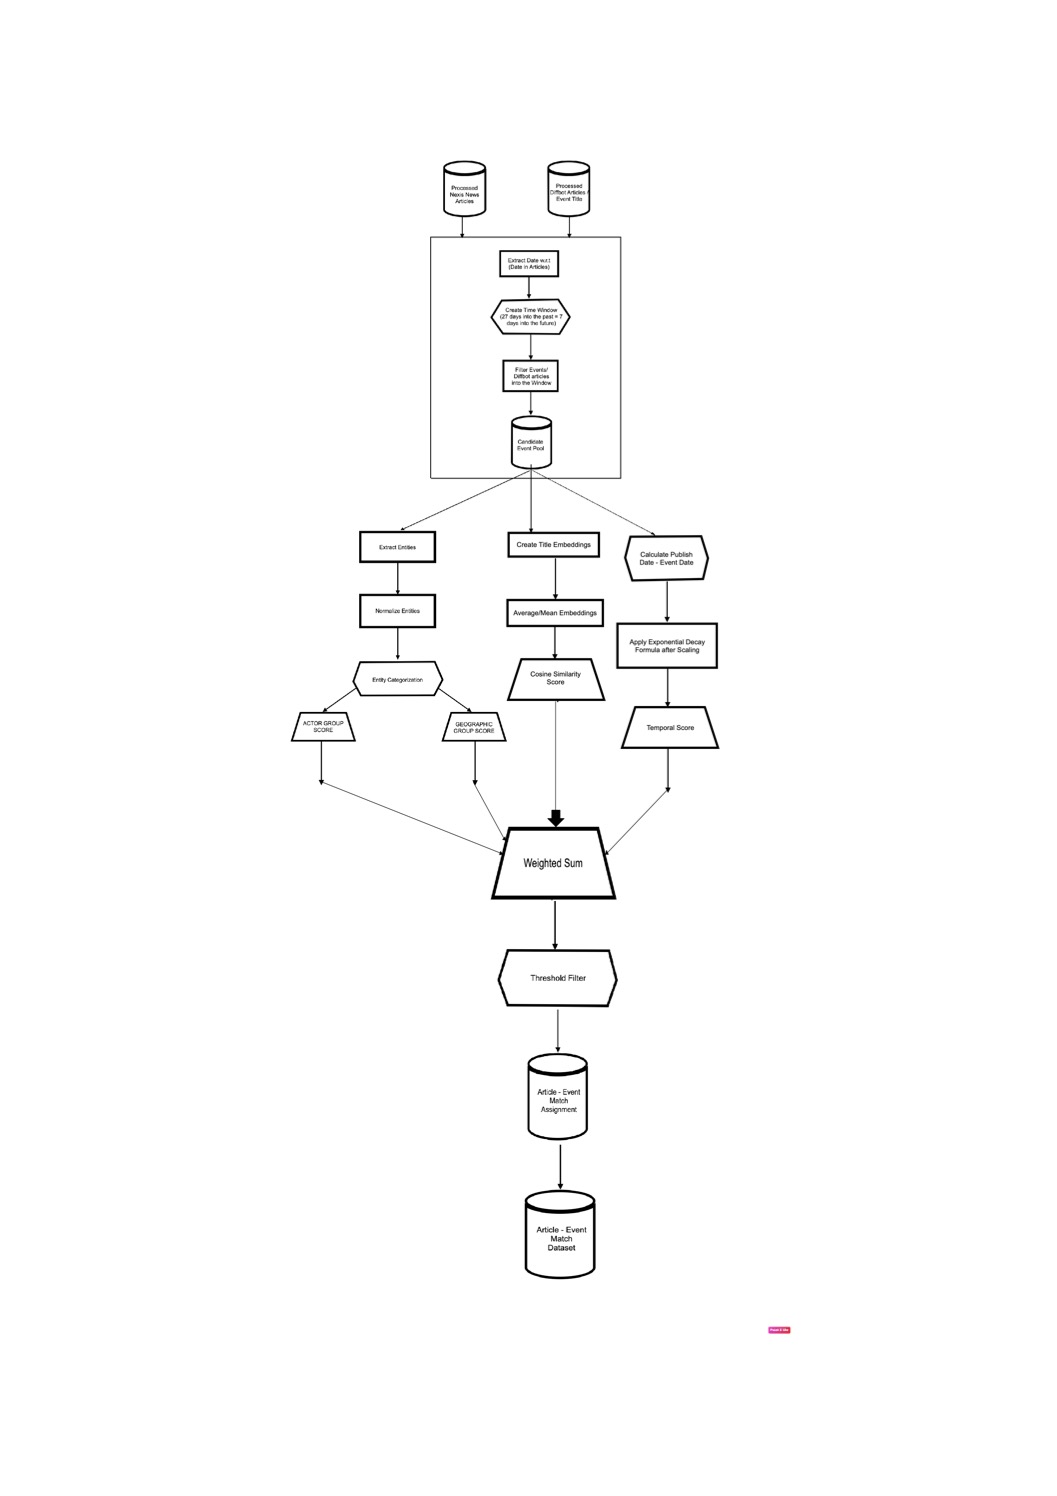 Processed
Nexis News
Articles
Processed
Diffbot Articles
Event Title
Extract Date w.r.t
(Date in Articles)
Create Time Window
(27 days into the past = 7
days into the future)
Filter Events/
Diffbot articles
into the Window
Candidate
Event Pool
Extract Entities
Normalize Entities
Entity Categorization
ACTOR GROUP
SCORE
GEOGRAPHIC
GROUP SCORE
Create Title Embeddings
Average/Mean Embeddings
Cosine Similarity
Score
Calculate Publish
Date - Event Date
Apply Exponential Decay
Formula after Scaling
Temporal Score
Weighted Sum
Threshold Filter
Article - Event
Match
Assignment
Article - Event
Match
Dataset